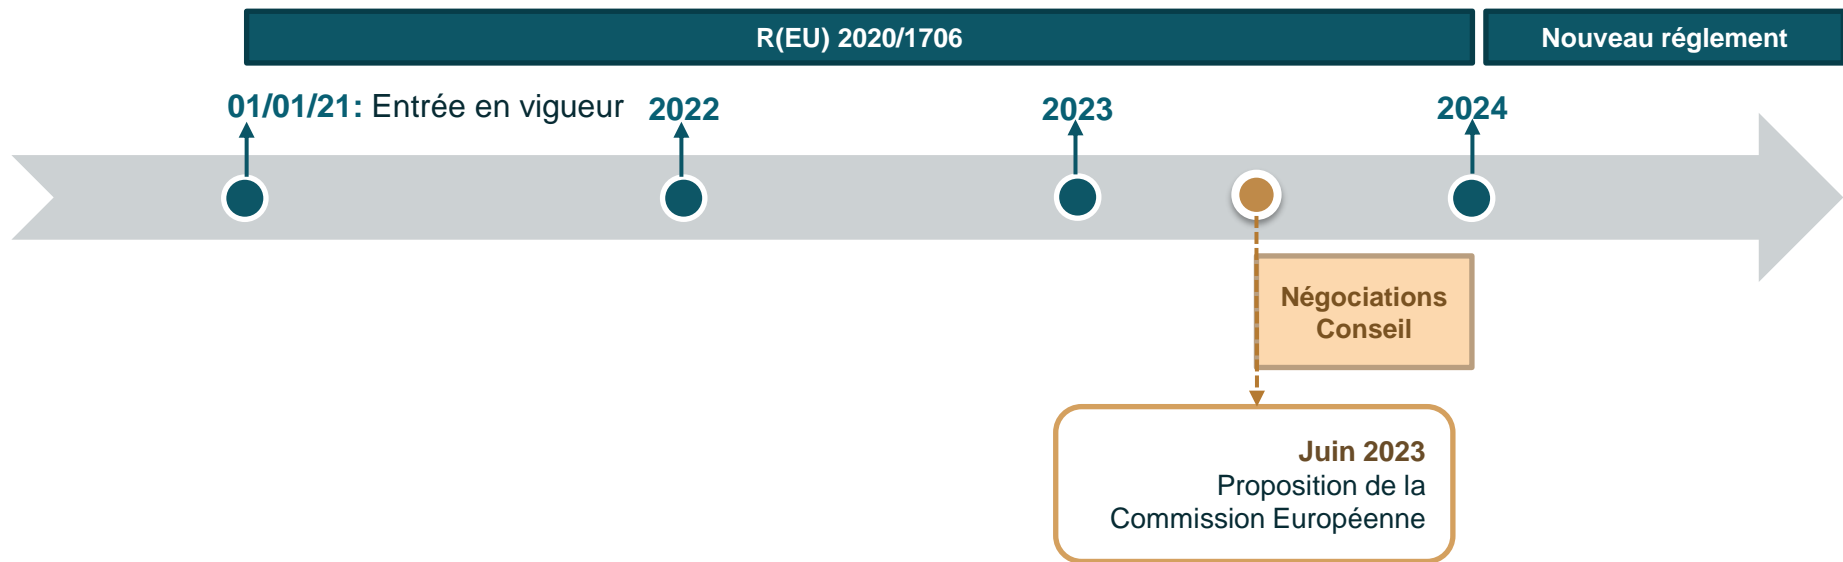 R(EU) 2020/1706
Nouveau réglement
01/01/21: Entrée en vigueur
2022
2023
2024
Négociations
Conseil
Juin 2023
Proposition de la
Commission Européenne